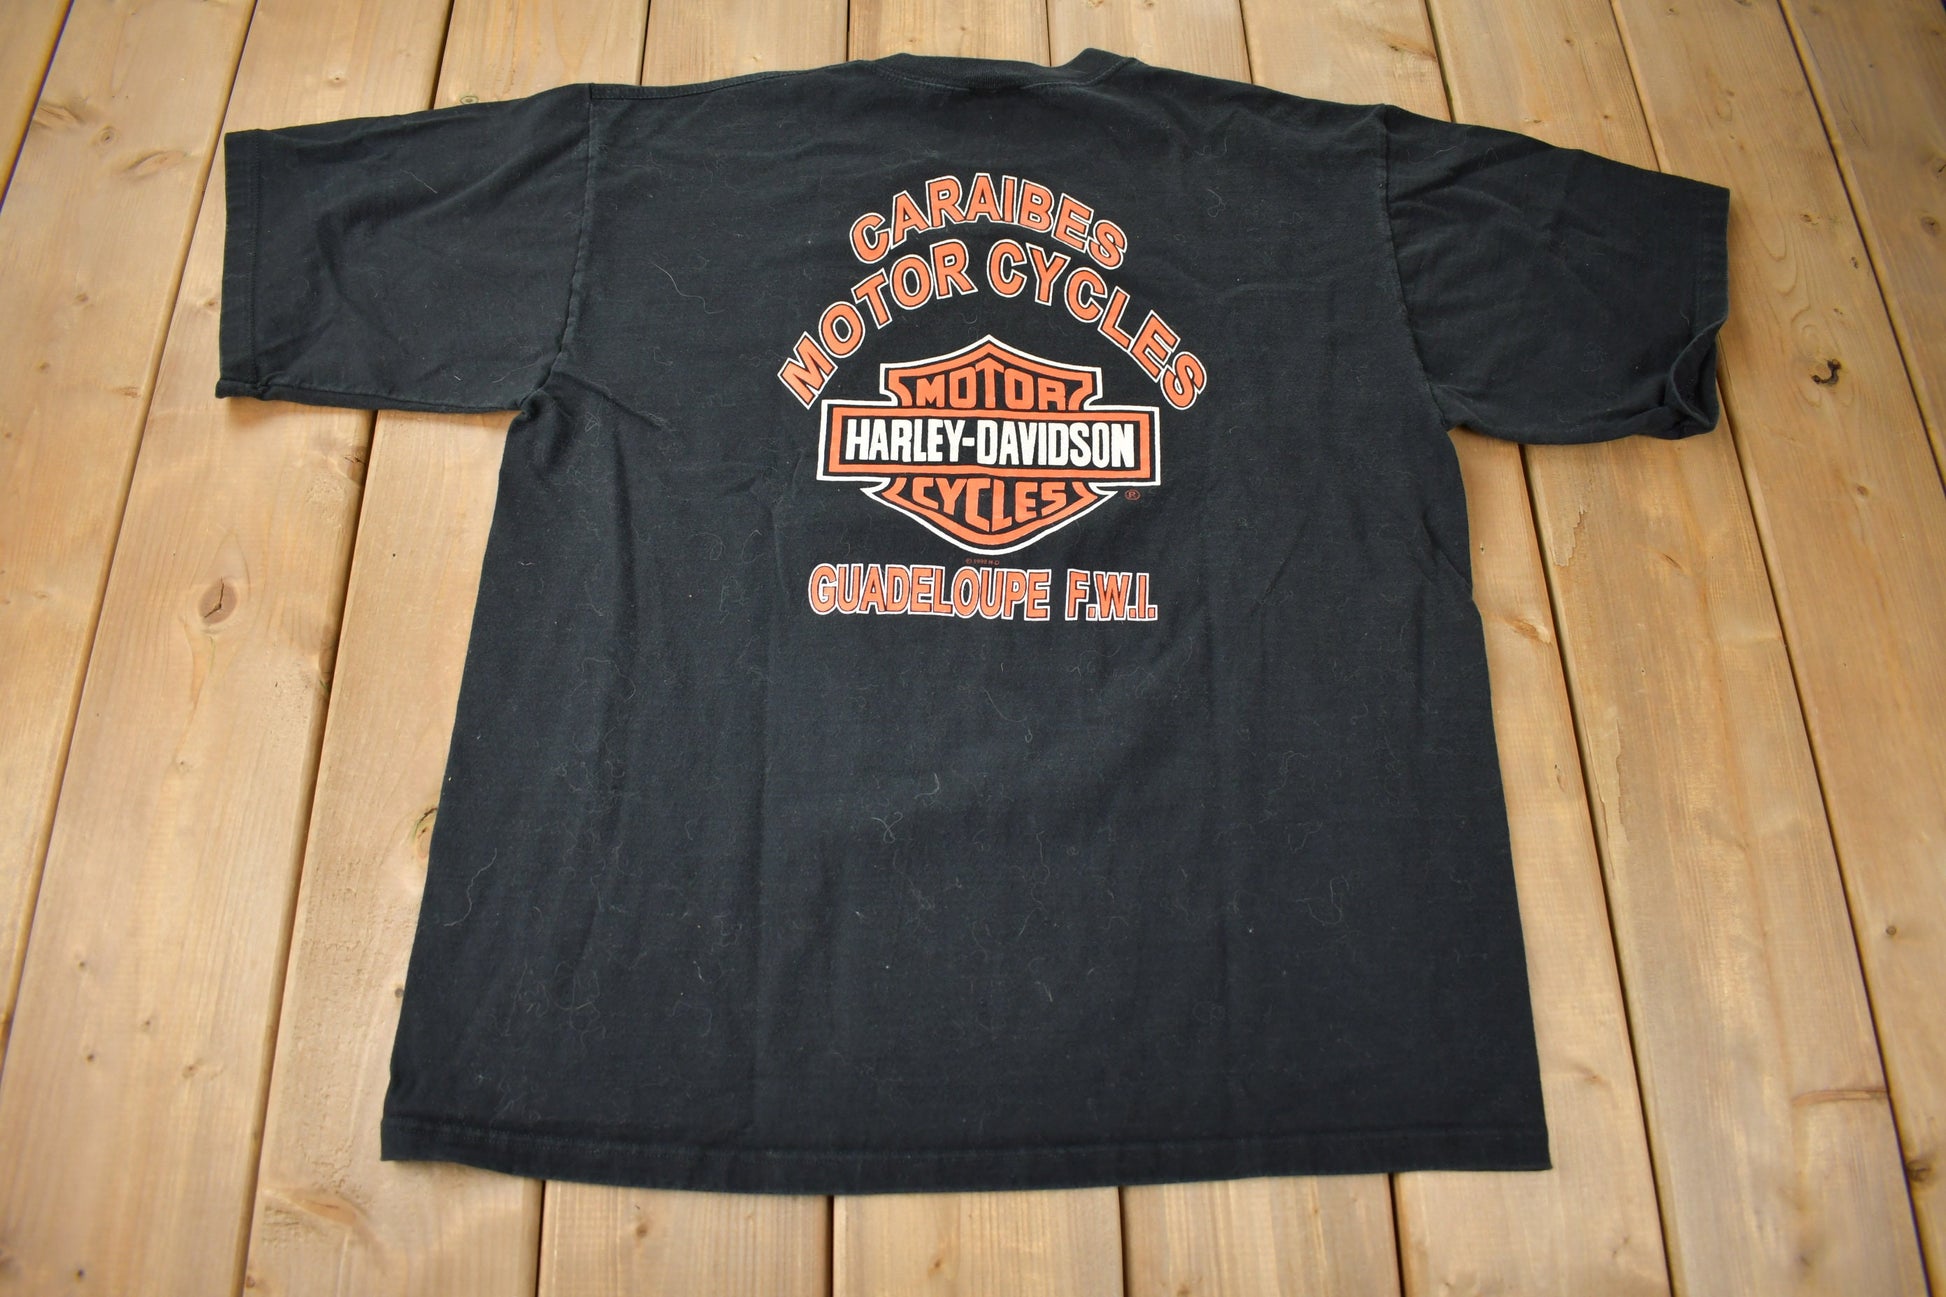 CARAIBES
MOTOR CYCLES
MOTOR
HARLEY-DAVIDSON
CYCLES
®
GUADELOUPE F.W.I.